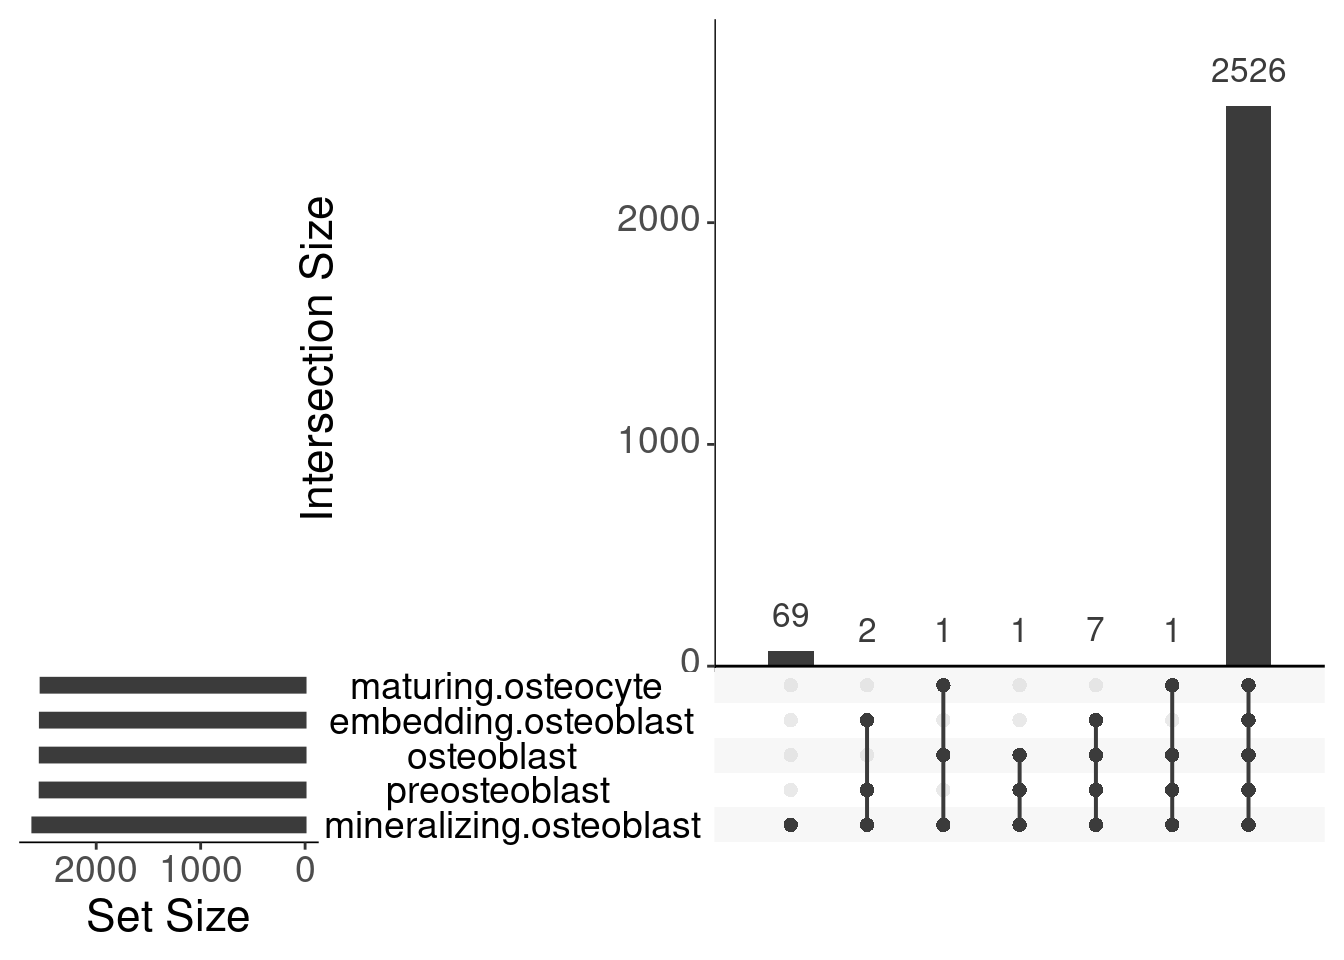 2526
Intersection Size
2000
1000
69 2 1 1 7 1
0
maturing.osteocyte
embedding.osteoblast
osteoblast
preosteoblast
mineralizing.osteoblast
2000 1000 0
Set Size